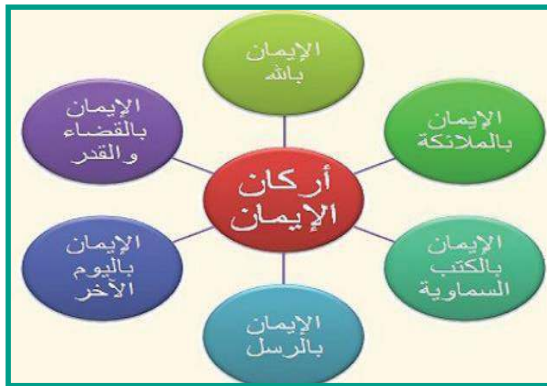 أركان
الإيمان
الإيمان
بالله
الإيمان
بالملائكة
الإيمان
بالكتب
السماوية
الإيمان
بالرسل
الإيمان
باليوم
الآخر
الإيمان
بالقضاء
والقدر